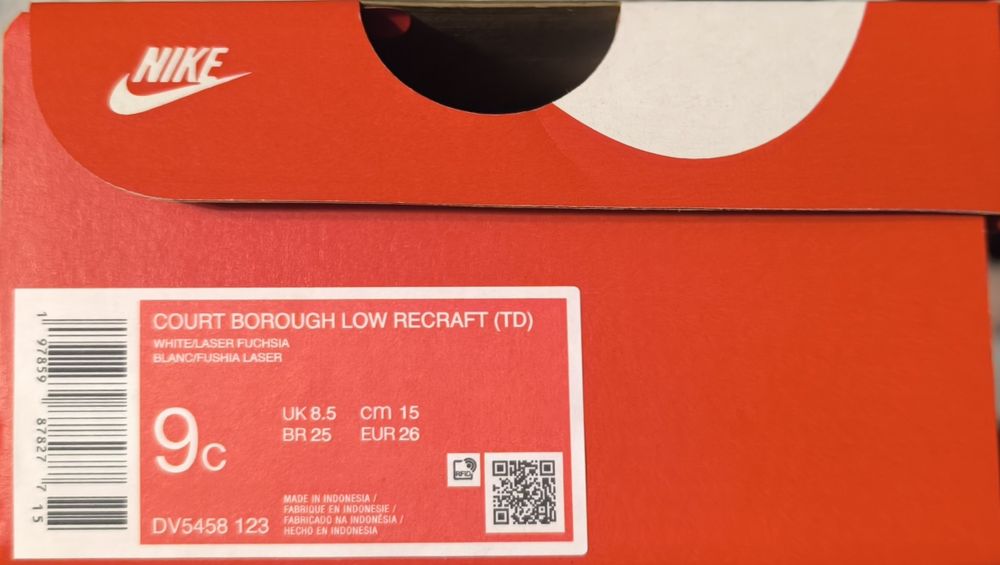 NIKE
COURT BOROUGH LOW RECRAFT (TD)
WHITE/LASER FUCHSIA
BLANC/FUSHIA LASER
9C
UK 8.5 cm 15
BR 25 EUR 26
RFID
DV5458 123
MADE IN INDONESIA /
FABRIQUE EN INDONESIE /
FABRICADO NA INDONÉSIA /
HECHO EN INDONESIA
1 97859 87827 7 15